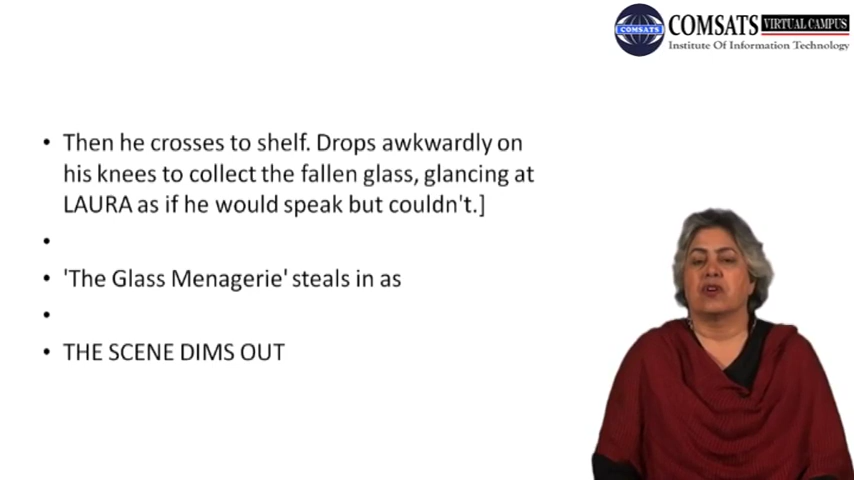 COMSATS VIRTUAL CAMPUS
COMSATS
Institute Of Information Technology
• Then he crosses to shelf. Drops awkwardly on
his knees to collect the fallen glass, glancing at
LAURA as if he would speak but couldn't.]
•
• 'The Glass Menagerie' steals in as
•
• THE SCENE DIMS OUT